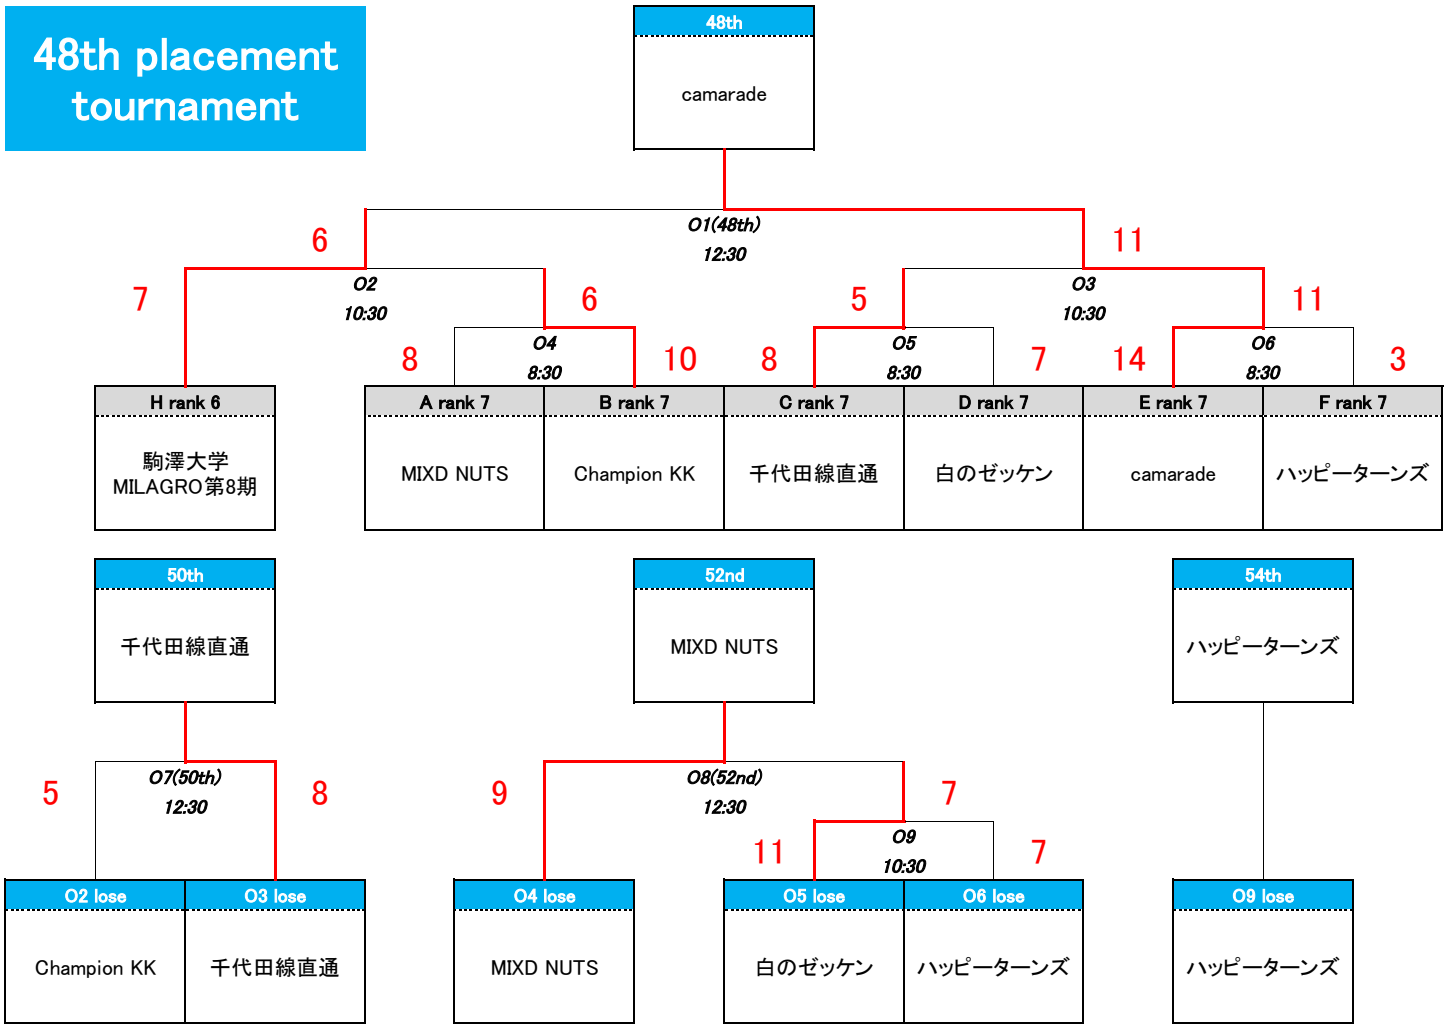 48th placement
tournament
48th
camarade
O1(48th)
12:30
6
11
O2
10:30
O3
10:30
7
6
5
11
O4
8:30
O5
8:30
O6
8:30
8
10
8
7
14
3
H rank 6
A rank 7
B rank 7
C rank 7
D rank 7
E rank 7
F rank 7
駒澤大学
MILAGRO第8期
MIXD NUTS
Champion KK
千代田線直通
白のゼッケン
camarade
ハッピーターンズ
50th
52nd
54th
千代田線直通
MIXD NUTS
ハッピーターンズ
O7(50th)
12:30
5
8
O8(52nd)
12:30
9
7
O9
10:30
11
7
O2 lose
O3 lose
O4 lose
O5 lose
O6 lose
O9 lose
Champion KK
千代田線直通
MIXD NUTS
白のゼッケン
ハッピーターンズ
ハッピーターンズ